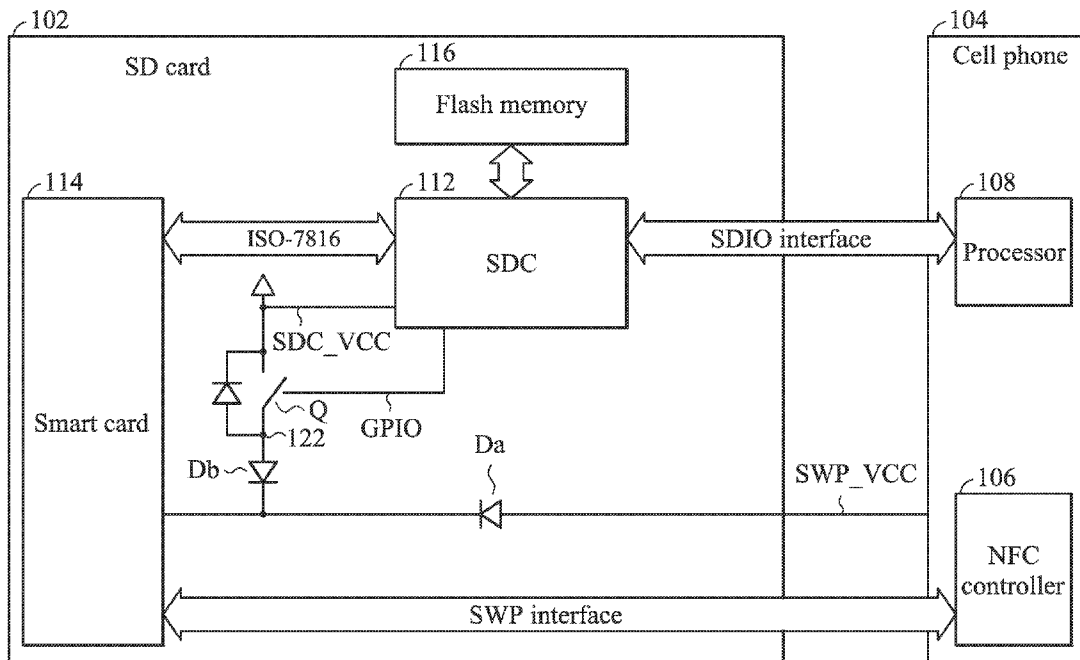 102
104
SD card
116
Cell phone
Flash memory
114
112
108
ISO-7816
SDC
SDIO interface
Processor
SDC_VCC
Q
GPIO
Smart card
122
Da
Db
SWP_VCC
106
NFC
controller
SWP interface